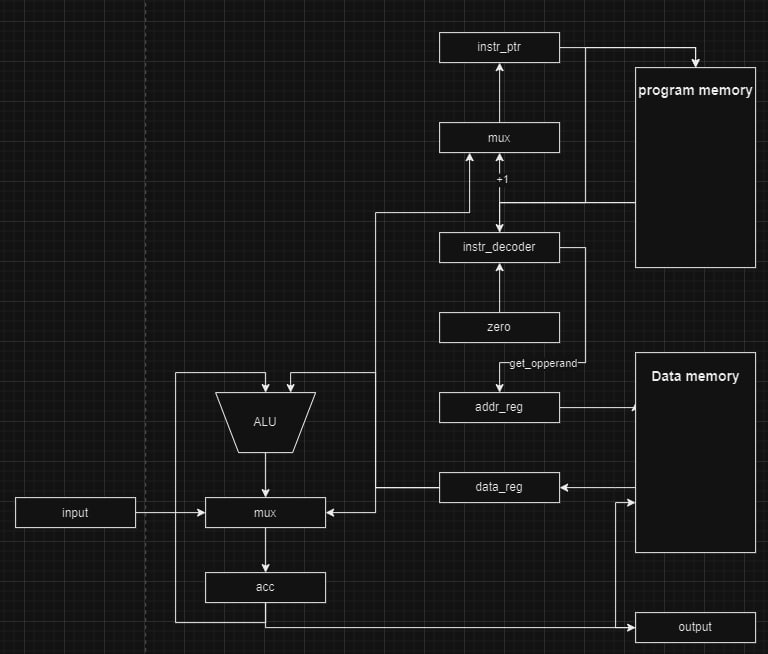 instr_ptr
program memory
mux
+1
instr_decoder
zero
get_opperand
Data memory
addr_reg
ALU
data_reg
input
mux
acc
output